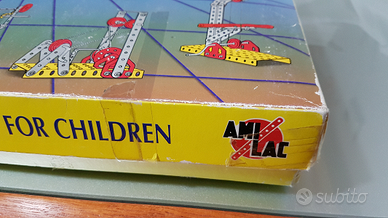 FOR CHILDREN
AMI
LAC
subito